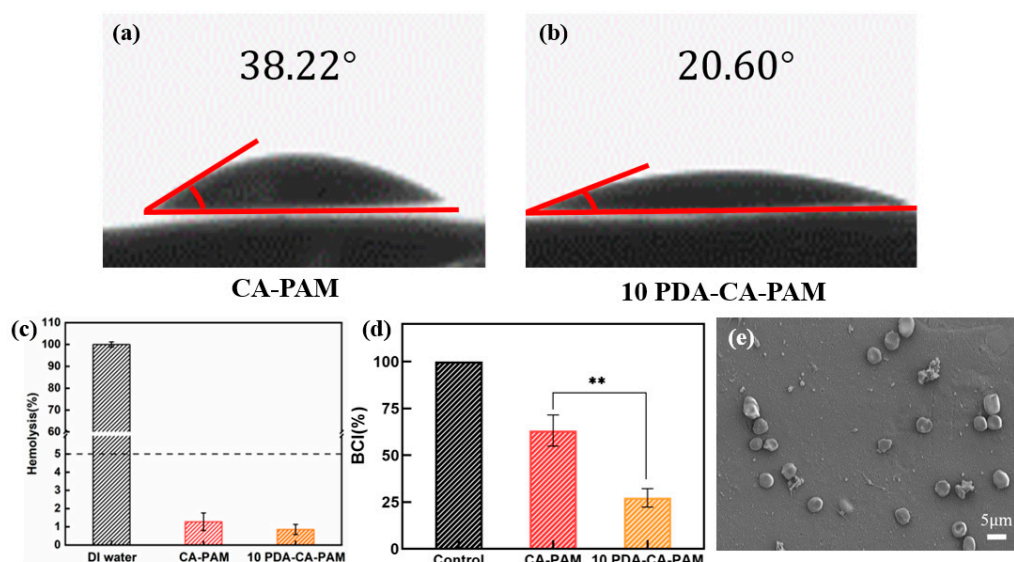 (a)
38.22°
CA-PAM
(b)
20.60°
10 PDA-CA-PAM
(c)
Hemolysis(%)
110
100
90
80
70
60
5
4
3
2
1
0
DI water
CA-PAM
10 PDA-CA-PAM
(d)
BCI(%)
100
75
50
25
0
**
Control
CA-PAM
10 PDA-CA-PAM
(e)
5μm